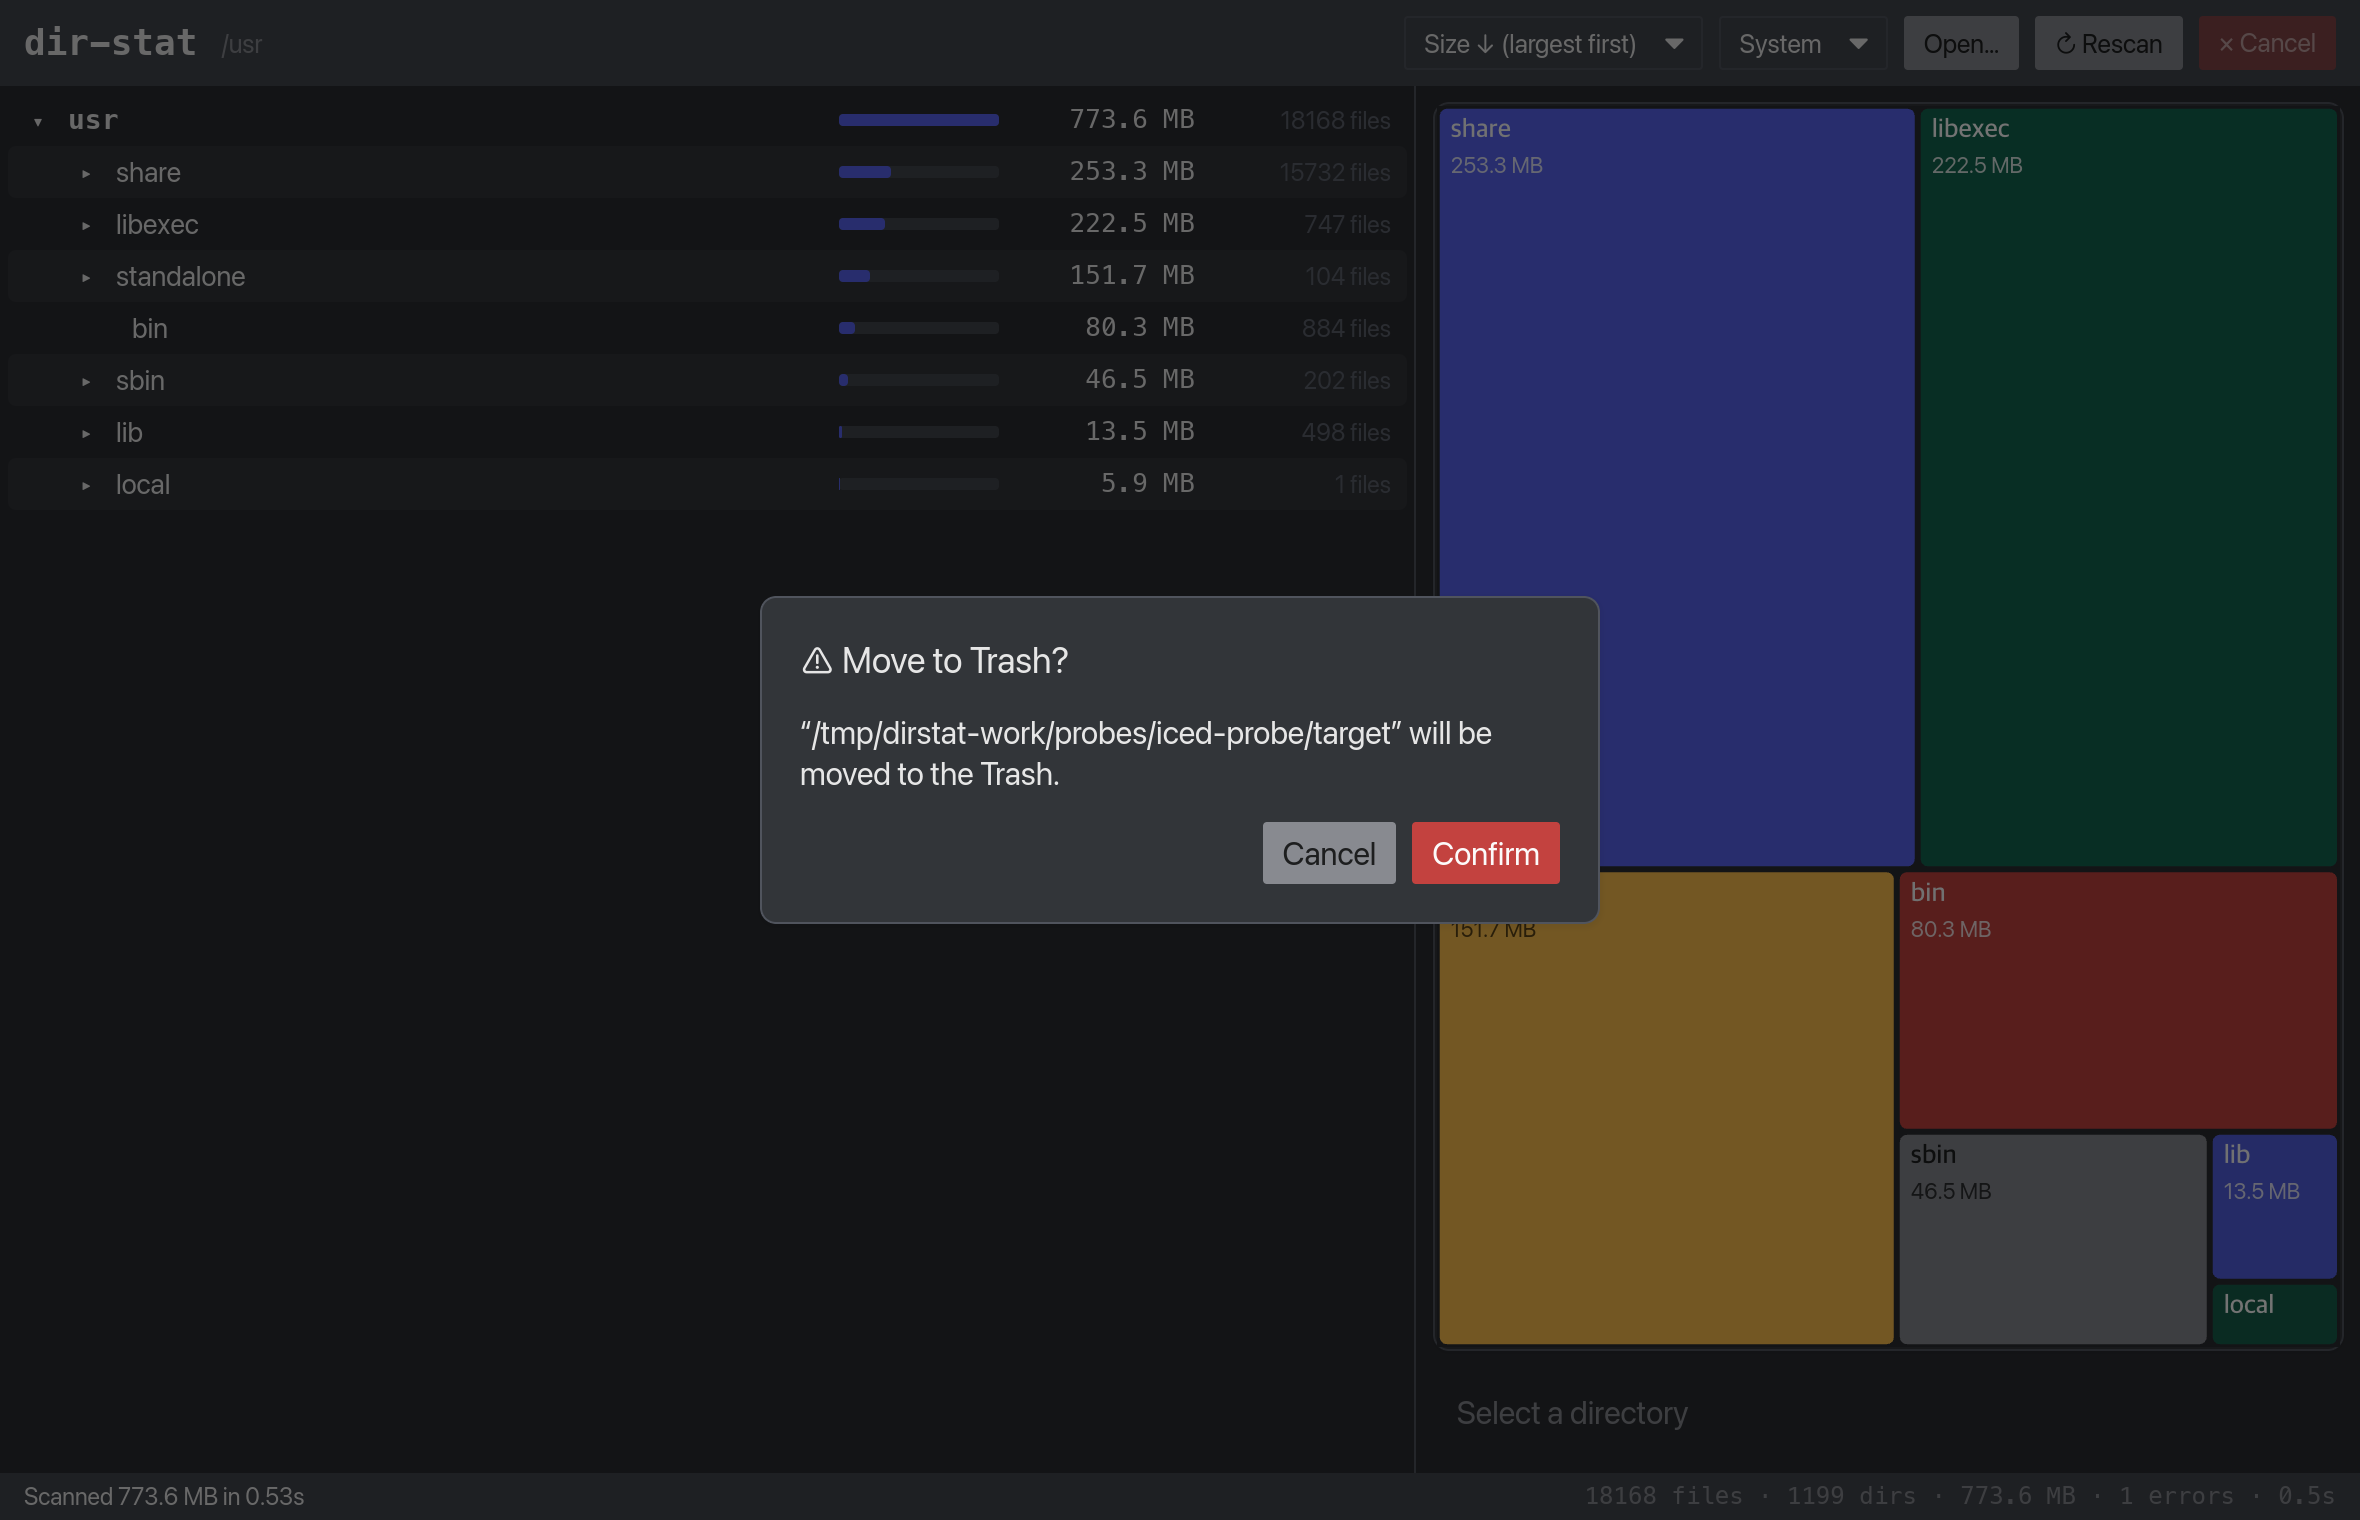 dir-stat /usr Size ↓ (largest first) ▼ System ▼ Open... ↻ Rescan × Cancel
▾ usr 773.6 MB 18168 files
▸ share 253.3 MB 15732 files
▸ libexec 222.5 MB 747 files
▸ standalone 151.7 MB 104 files
bin 80.3 MB 884 files
▸ sbin 46.5 MB 202 files
▸ lib 13.5 MB 498 files
▸ local 5.9 MB 1 files
share
253.3 MB
libexec
222.5 MB
⚠ Move to Trash?
“/tmp/dirstat-work/probes/iced-probe/target” will be
moved to the Trash.
Cancel Confirm
151.7 MB
bin
80.3 MB
sbin
46.5 MB
lib
13.5 MB
local
Select a directory
Scanned 773.6 MB in 0.53s
18168 files · 1199 dirs · 773.6 MB · 1 errors · 0.5s